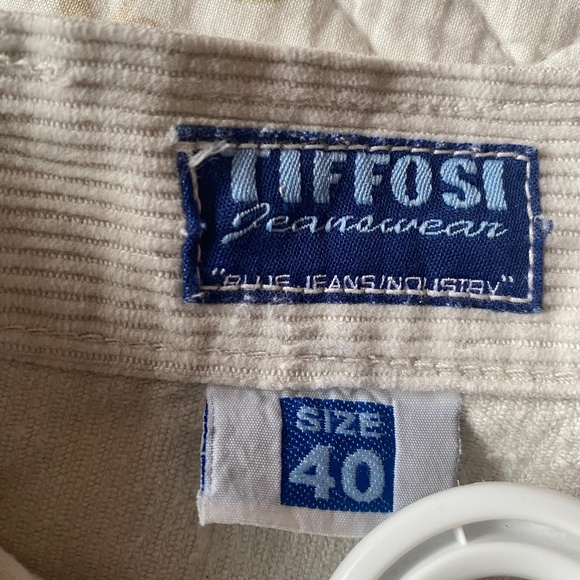 TIFFOSI
Jeanswear
"BLUE JEANS INDUSTRY"
SIZE
40